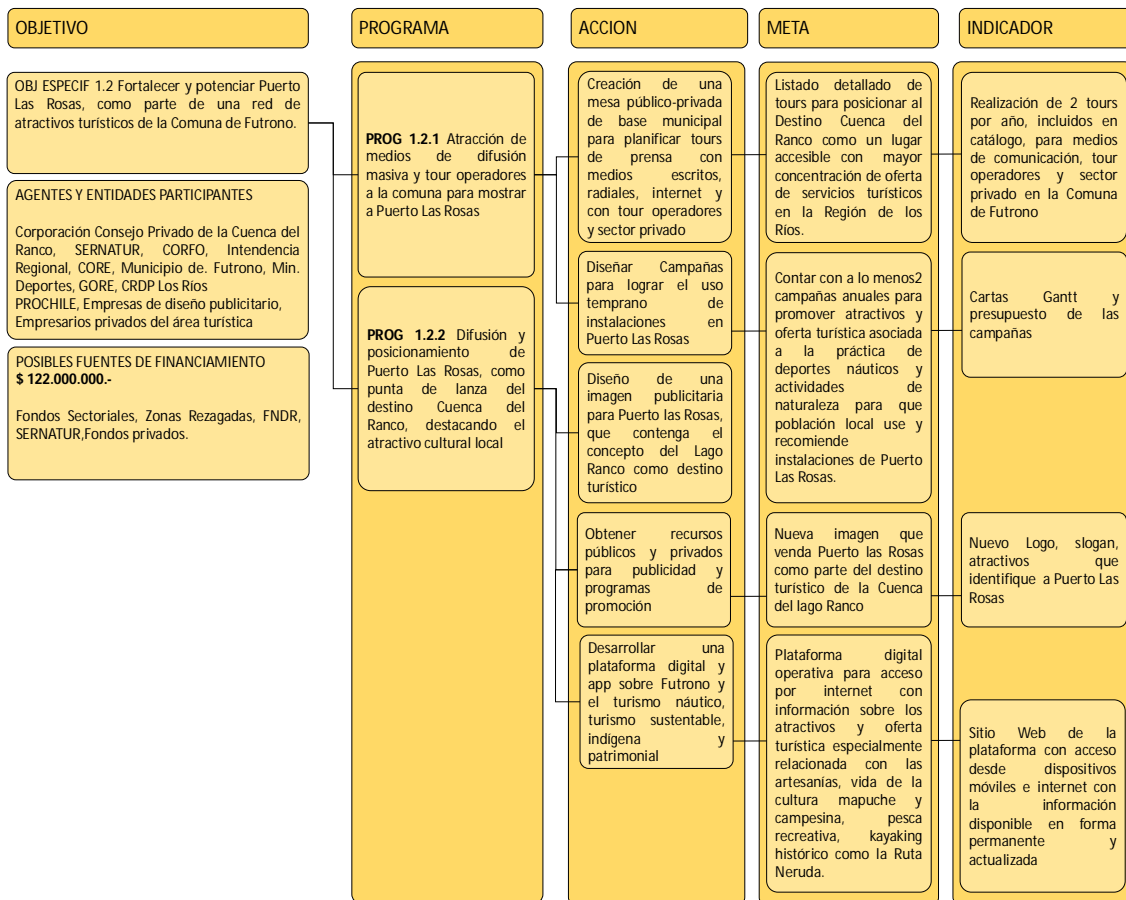 OBJETIVO
PROGRAMA
ACCION
META
INDICADOR
OBJ ESPECIF 1.2 Fortalecer y potenciar Puerto
Las Rosas, como parte de una red de
atractivos turísticos de la Comuna de Futrono.
AGENTES Y ENTIDADES PARTICIPANTES
Corporación Consejo Privado de la Cuenca del
Ranco, SERNATUR, CORFO, Intendencia
Regional, CORE, Municipio de. Futrono, Min.
Deportes, GORE, CRDP Los Ríos
PROCHILE, Empresas de diseño publicitario,
Empresarios privados del área turística
POSIBLES FUENTES DE FINANCIAMIENTO
$ 122.000.000.-
Fondos Sectoriales, Zonas Rezagadas, FNDR,
SERNATUR,Fondos privados.
PROG 1.2.1 Atracción de
medios de difusión
masiva y tour operadores
a la comuna para mostrar
a Puerto Las Rosas
PROG 1.2.2 Difusión y
posicionamiento de
Puerto Las Rosas, como
punta de lanza del
destino Cuenca del
Ranco, destacando el
atractivo cultural local
Creación de una
mesa público-privada
de base municipal
para planificar tours
de prensa con
medios escritos,
radiales, internet y
con tour operadores
y sector privado
Diseñar Campañas
para lograr el uso
temprano de
instalaciones en
Puerto Las Rosas
Diseño de una
imagen publicitaria
para Puerto las Rosas,
que contenga el
concepto del Lago
Ranco como destino
turístico
Obtener recursos
públicos y privados
para publicidad y
programas de
promoción
Desarrollar una
plataforma digital y
app sobre Futrono y
el turismo náutico,
turismo sustentable,
indígena y
patrimonial
Listado detallado de
tours para posicionar al
Destino Cuenca del
Ranco como un lugar
accesible con mayor
concentración de oferta
de servicios turísticos
en la Región de los
Ríos.
Contar con a lo menos2
campañas anuales para
promover atractivos y
oferta turística asociada
a la práctica de
deportes náuticos y
actividades de
naturaleza para que
población local use y
recomiende
instalaciones de Puerto
Las Rosas.
Nueva imagen que
venda Puerto las Rosas
como parte del destino
turístico de la Cuenca
del lago Ranco
Plataforma digital
operativa para acceso
por internet con
información sobre los
atractivos y oferta
turística especialmente
relacionada con las
artesanías, vida de la
cultura mapuche y
campesina, pesca
recreativa, kayaking
histórico como la Ruta
Neruda.
Realización de 2 tours
por año, incluidos en
catálogo, para medios
de comunicación, tour
operadores y sector
privado en la Comuna
de Futrono
Cartas Gantt y
presupuesto de las
campañas
Nuevo Logo, slogan,
atractivos que
identifique a Puerto Las
Rosas
Sitio Web de la
plataforma con acceso
desde dispositivos
móviles e internet con
la información
disponible en forma
permanente y
actualizada